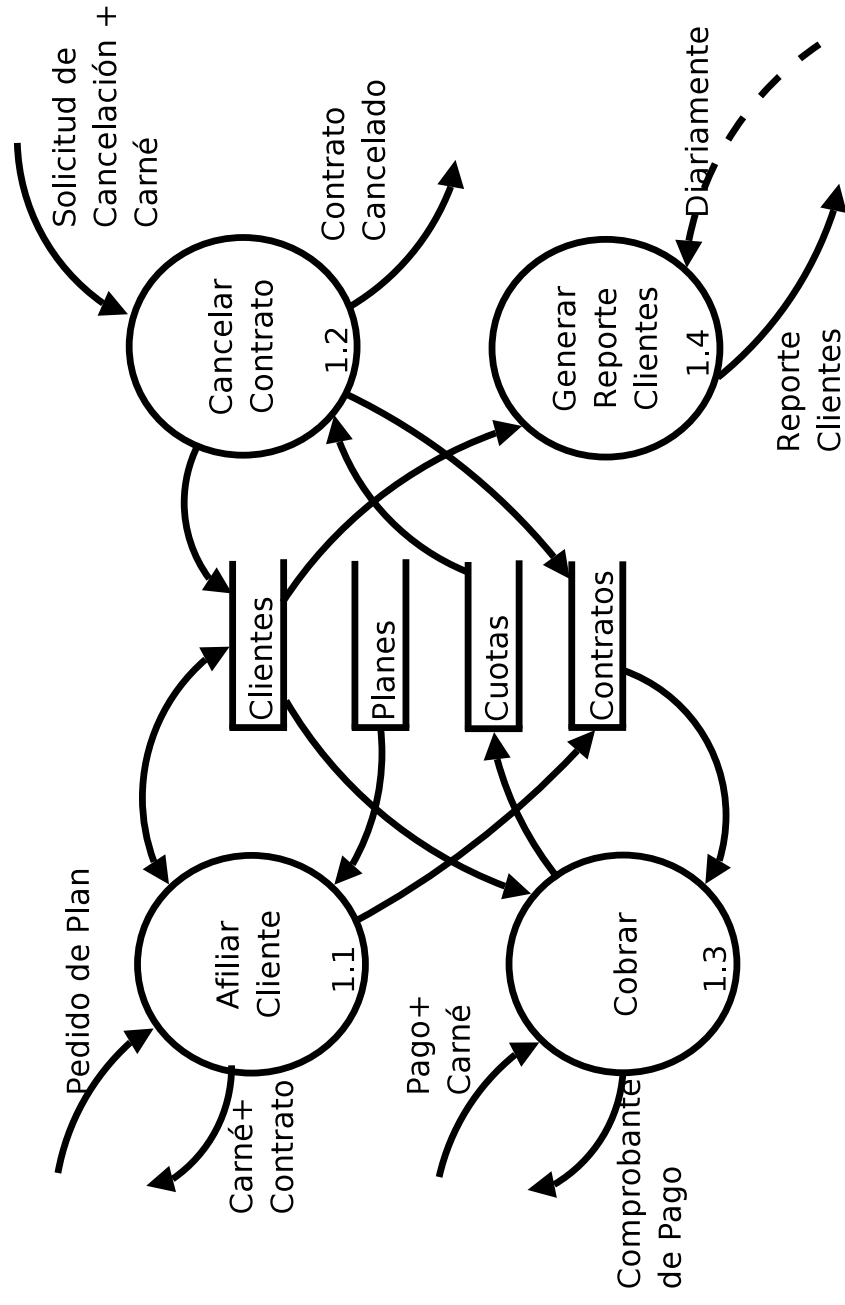 Pedido de Plan
Carné+
Contrato
Afiliar
Cliente
1.1
Pago+
Carné
Comprobante
de Pago
Cobrar
1.3
Clientes
Planes
Cuotas
Contratos
Solicitud de
Cancelación +
Carné
Cancelar
Contrato
1.2
Contrato
Cancelado
Generar
Reporte
Clientes
1.4
Diariamente
Reporte
Clientes